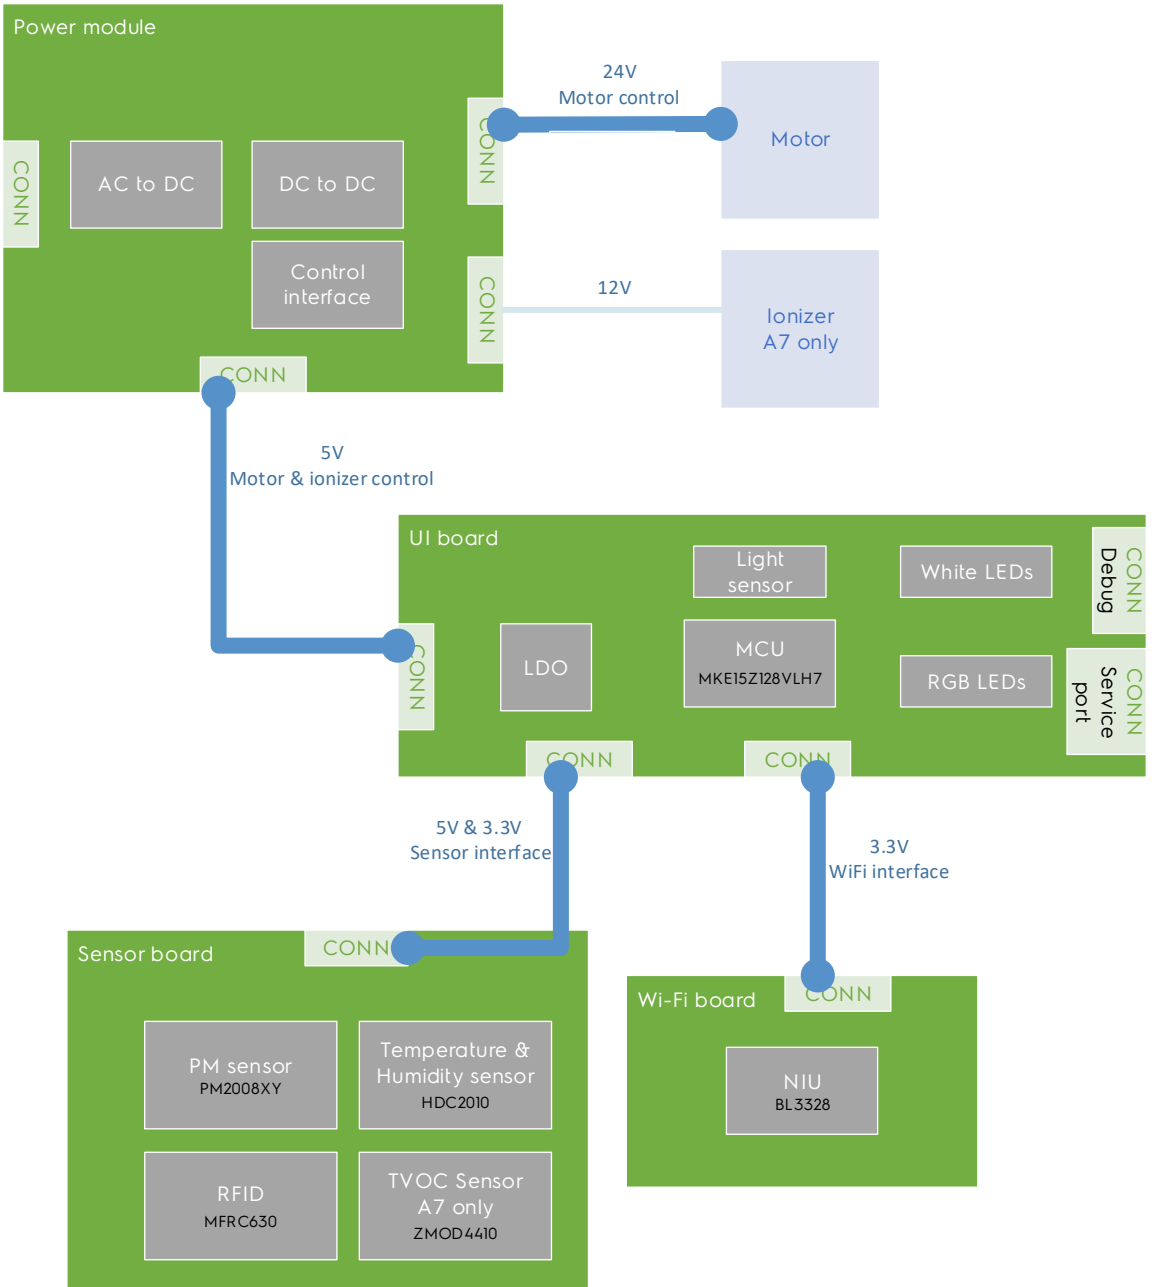 Power module
CONN
AC to DC
DC to DC
Control
interface
CONN
CONN
CONN
24V
Motor control
Motor
12V
Ionizer
A7 only
5V
Motor & ionizer control
UI board
CONN
LDO
Light
sensor
MCU
MKE15Z128VLH7
White LEDs
RGB LEDs
CONN
Debug
CONN
Service
port
CONN
CONN
5V & 3.3V
Sensor interface
3.3V
WiFi interface
Sensor board
CONN
PM sensor
PM2008XY
Temperature &
Humidity sensor
HDC2010
RFID
MFRC630
TVOC Sensor
A7 only
ZMOD4410
Wi-Fi board
CONN
NIU
BL3328